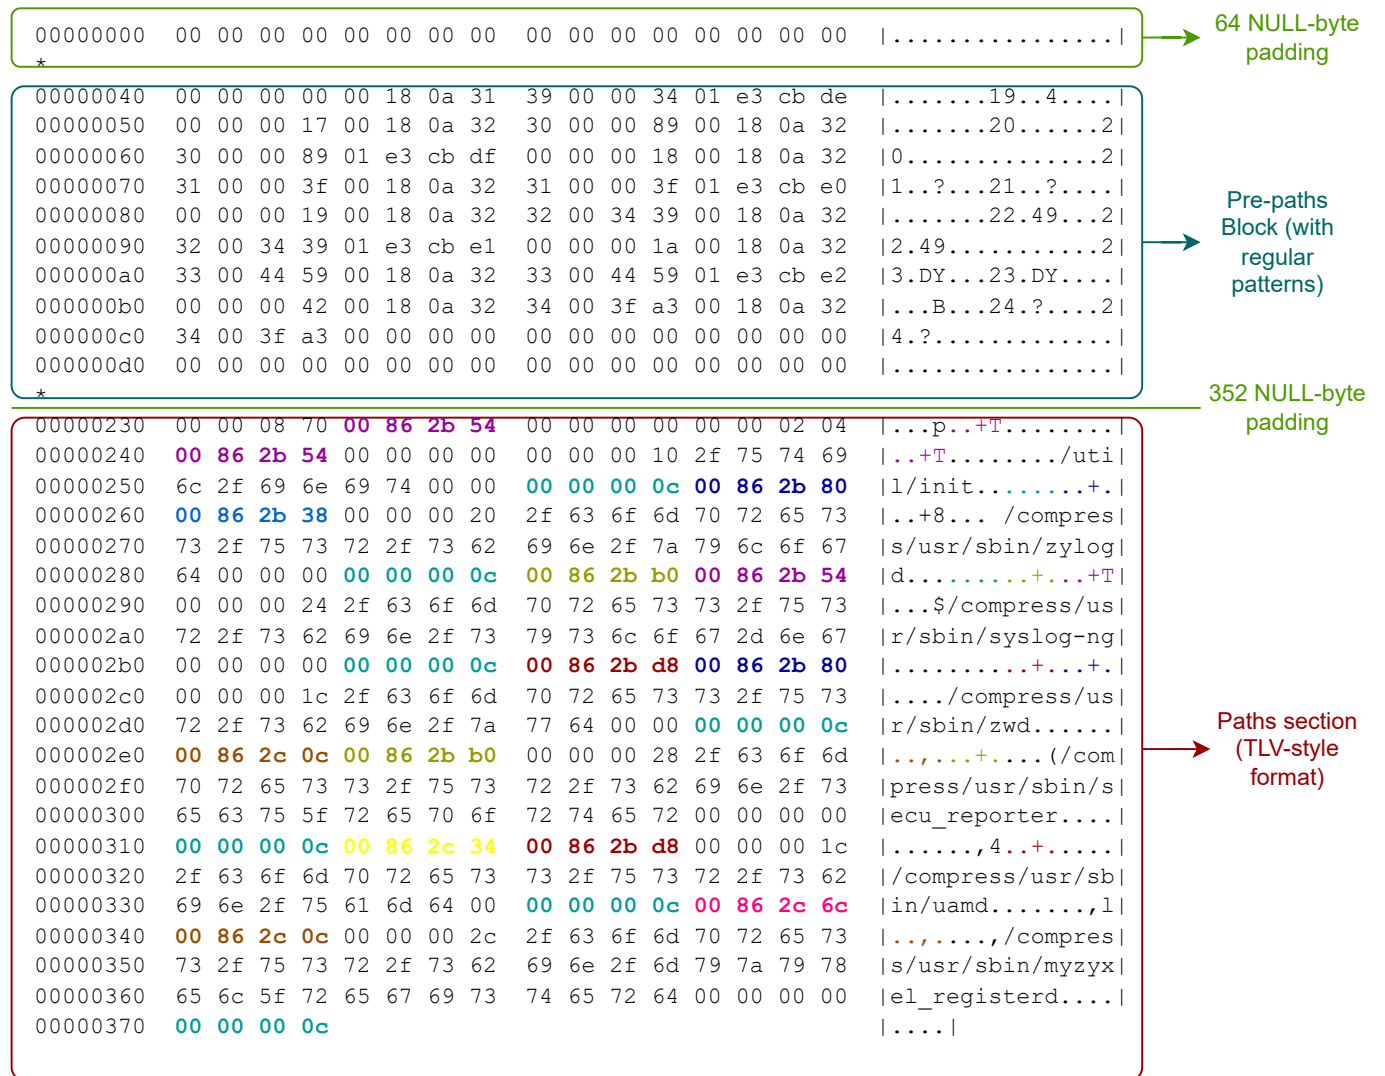 00000000 00 00 00 00 00 00 00 00 00 00 00 00 00 00 00 00 |................|
*
64 NULL-byte
padding
00000040 00 00 00 00 00 18 0a 31 39 00 00 34 01 e3 cb de |.......19..4....|
00000050 00 00 00 17 00 18 0a 32 30 00 00 89 00 18 0a 32 |.......20......2|
00000060 30 00 00 89 01 e3 cb df 00 00 00 18 00 18 0a 32 |0..............2|
00000070 31 00 00 3f 00 18 0a 32 31 00 00 3f 01 e3 cb e0 |1..?...21..?....|
00000080 00 00 00 19 00 18 0a 32 32 00 34 39 00 18 0a 32 |.......22.49...2|
00000090 32 00 34 39 01 e3 cb e1 00 00 00 1a 00 18 0a 32 |2.49...........2|
000000a0 33 00 44 59 00 18 0a 32 33 00 44 59 01 e3 cb e2 |3.DY...23.DY....|
000000b0 00 00 00 42 00 18 0a 32 34 00 3f a3 00 18 0a 32 |...B...24.?....2|
000000c0 34 00 3f a3 00 00 00 00 00 00 00 00 00 00 00 00 |4.?.............|
000000d0 00 00 00 00 00 00 00 00 00 00 00 00 00 00 00 00 |................|
*
Pre-paths
Block (with
regular
patterns)
352 NULL-byte
padding
00000230 00 00 08 70 00 86 2b 54 00 00 00 00 00 00 02 04 |...p..+T........|
00000240 00 86 2b 54 00 00 00 00 00 00 00 10 2f 75 74 69 |..+T......../uti|
00000250 6c 2f 69 6e 69 74 00 00 00 00 00 0c 00 86 2b 80 |l/init........+.|
00000260 00 86 2b 38 00 00 00 20 2f 63 6f 6d 70 72 65 73 |..+8... /compres|
00000270 73 2f 75 73 72 2f 73 62 69 6e 2f 7a 79 6c 6f 67 |s/usr/sbin/zylog|
00000280 64 00 00 00 00 00 00 0c 00 86 2b b0 00 86 2b 54 |d.........+...+T|
00000290 00 00 00 24 2f 63 6f 6d 70 72 65 73 73 2f 75 73 |...$/compress/us|
000002a0 72 2f 73 62 69 6e 2f 73 79 73 6c 6f 67 2d 6e 67 |r/sbin/syslog-ng|
000002b0 00 00 00 00 00 00 00 0c 00 86 2b d8 00 86 2b 80 |..........+...+.|
000002c0 00 00 00 1c 2f 63 6f 6d 70 72 65 73 73 2f 75 73 |..../compress/us|
000002d0 72 2f 73 62 69 6e 2f 7a 77 64 00 00 00 00 00 0c |r/sbin/zwd......|
000002e0 00 86 2c 0c 00 86 2b b0 00 00 00 28 2f 63 6f 6d |..,...+....(/com|
000002f0 70 72 65 73 73 2f 75 73 72 2f 73 62 69 6e 2f 73 |press/usr/sbin/s|
00000300 65 63 75 5f 72 65 70 6f 72 74 65 72 00 00 00 00 |ecu_reporter....|
00000310 00 00 00 0c 00 86 2c 34 00 86 2b d8 00 00 00 1c |......,4..+.....|
00000320 2f 63 6f 6d 70 72 65 73 73 2f 75 73 72 2f 73 62 |/compress/usr/sb|
00000330 69 6e 2f 75 61 6d 64 00 00 00 00 0c 00 86 2c 6c |in/uamd.......,l|
00000340 00 86 2c 0c 00 00 00 2c 2f 63 6f 6d 70 72 65 73 |..,....,/compres|
00000350 73 2f 75 73 72 2f 73 62 69 6e 2f 6d 79 7a 79 78 |s/usr/sbin/myzyx|
00000360 65 6c 5f 72 65 67 69 73 74 65 72 64 00 00 00 00 |el_registerd....|
00000370 00 00 00 0c |....|
Paths section
(TLV-style
format)